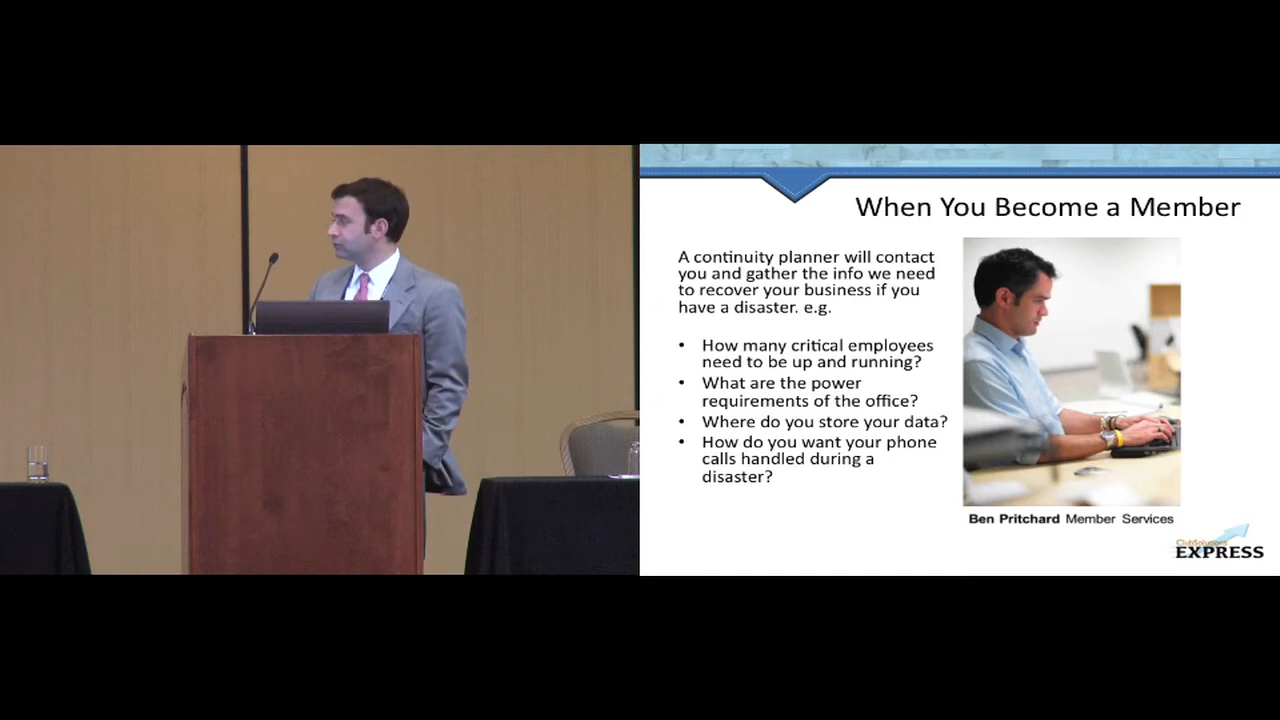 When You Become a Member
A continuity planner will contact
you and gather the info we need
to recover your business if you
have a disaster. e.g.
• How many critical employees
need to be up and running?
• What are the power
requirements of the office?
• Where do you store your data?
• How do you want your phone
calls handled during a
disaster?
Ben Pritchard Member Services
ClubSolutions
EXPRESS